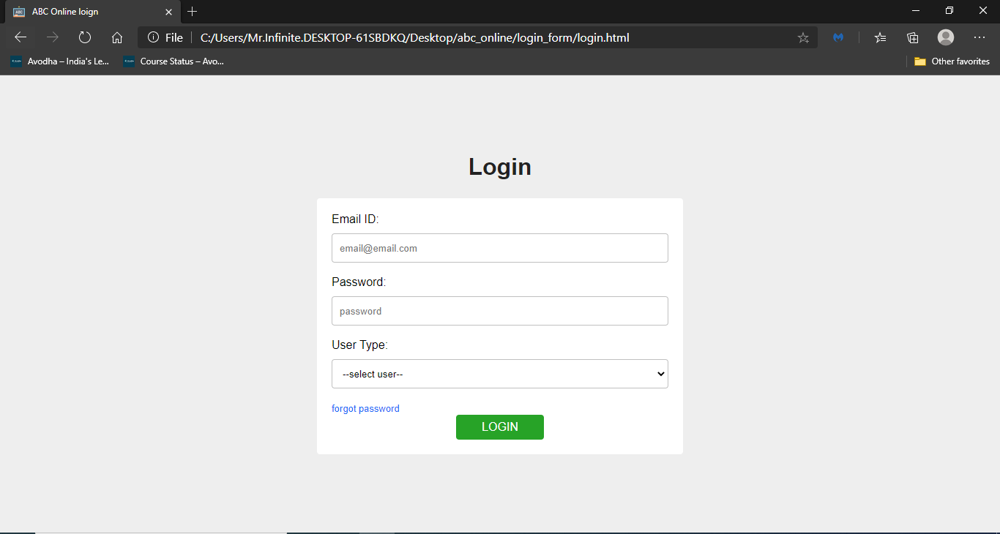 ABC Online loign
File C:/Users/Mr.Infinite.DESKTOP-61SBDKQ/Desktop/abc_online/login_form/login.html
Avodha – India's Le... Course Status – Avo... Other favorites
Login
Email ID:
email@email.com
Password:
password
User Type:
--select user--
forgot password
LOGIN